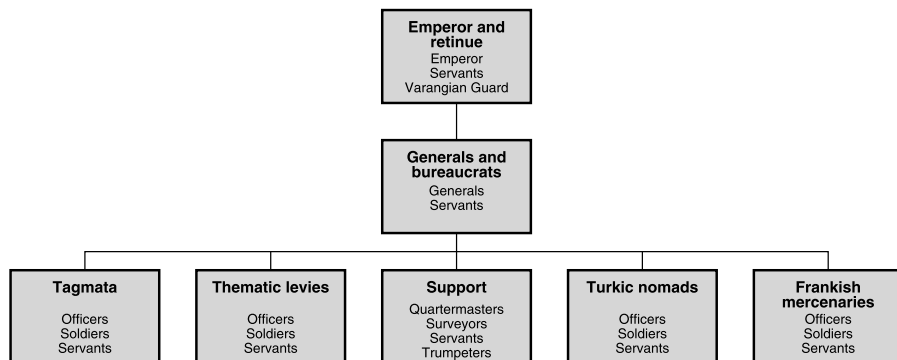 Emperor and
retinue
Emperor
Servants
Varangian Guard
Generals and
bureaucrats
Generals
Servants
Tagmata
Officers
Soldiers
Servants
Thematic levies
Officers
Soldiers
Servants
Support
Quartermasters
Surveyors
Servants
Trumpeters
Turkic nomads
Officers
Soldiers
Servants
Frankish
mercenaries
Officers
Soldiers
Servants